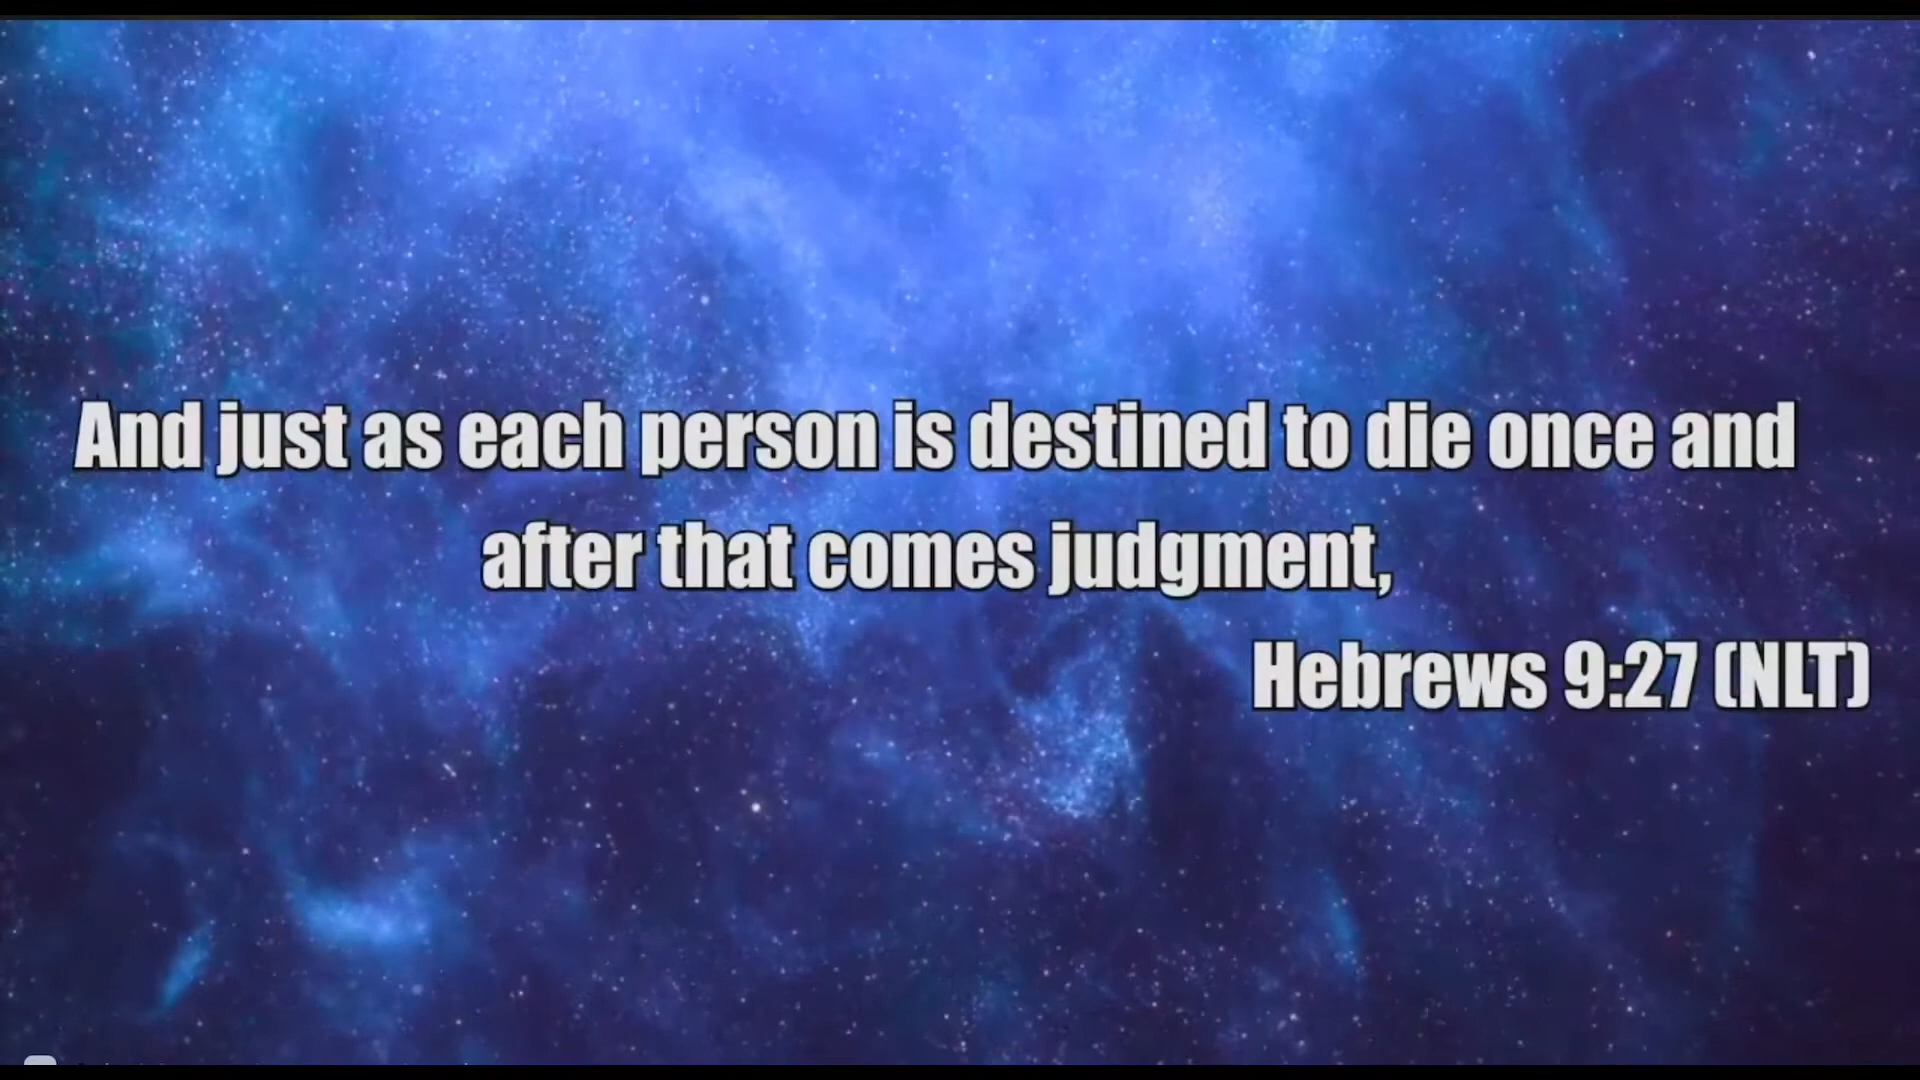 And just as each person is destined to die once and
after that comes judgment,
Hebrews 9:27 (NLT)